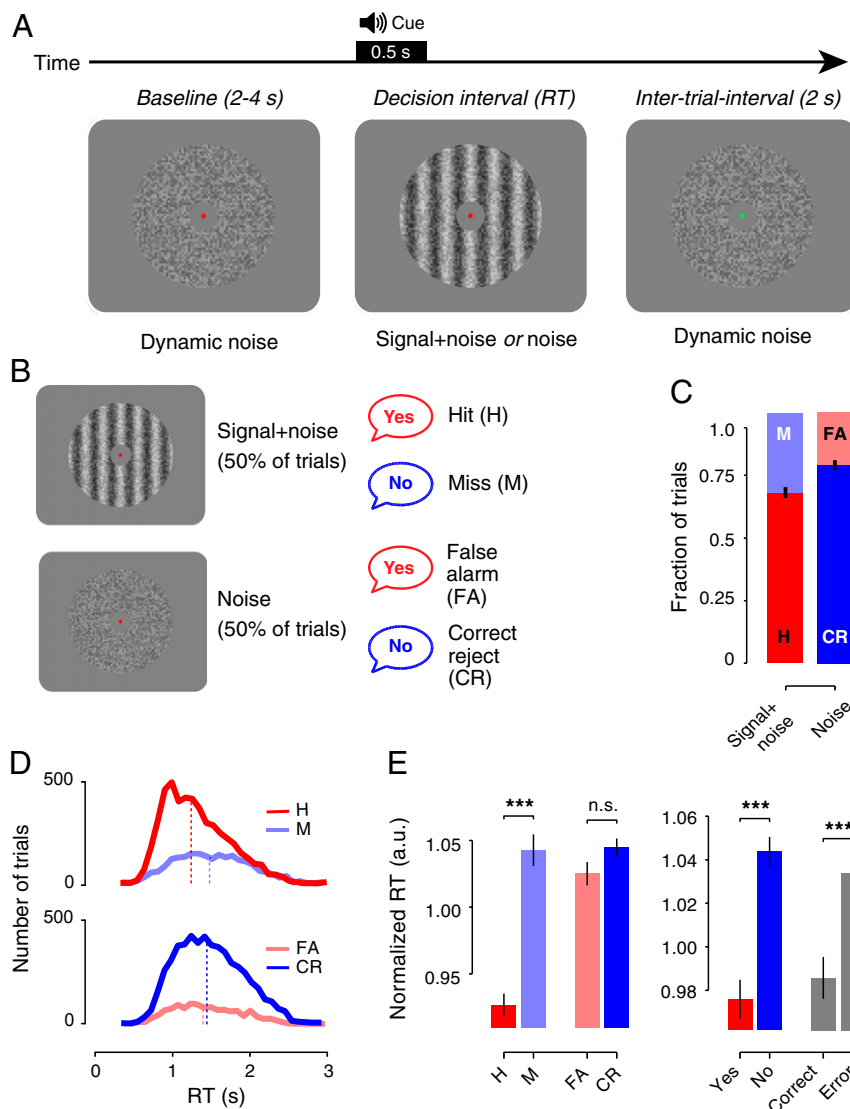 A
Cue
0.5 s
Time
Baseline (2-4 s)
Decision interval (RT)
Inter-trial-interval (2 s)
Dynamic noise
Signal+noise or noise
Dynamic noise
B
Signal+noise
(50% of trials)
Yes
Hit (H)
No
Miss (M)
Noise
(50% of trials)
Yes
False
alarm
(FA)
No
Correct
reject
(CR)
C
Fraction of trials
1.0
0.75
0.5
0.25
0
M
FA
H
CR
Signal+
noise
Noise
D
Number of trials
500
0
H
M
500
0
FA
CR
0
1
2
3
RT (s)
E
Normalized RT (a.u.)
1.05
1.00
0.95
***
n.s.
H
M
FA
CR
1.06
1.04
1.02
1.00
0.98
***
***
Yes
No
Correct
Error